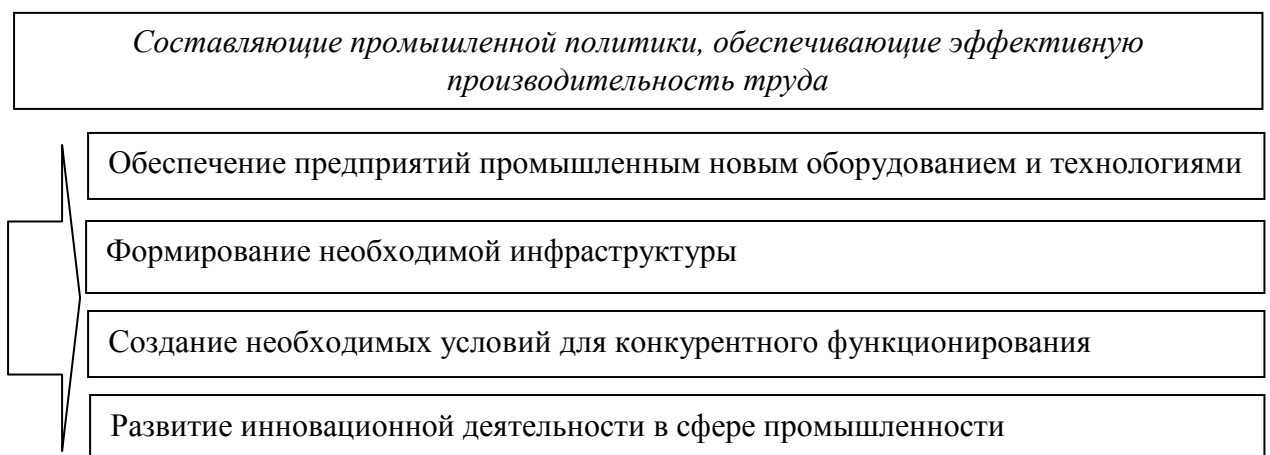 Составляющие промышленной политики, обеспечивающие эффективную
производительность труда
Обеспечение предприятий промышленным новым оборудованием и технологиями
Формирование необходимой инфраструктуры
Создание необходимых условий для конкурентного функционирования
Развитие инновационной деятельности в сфере промышленности